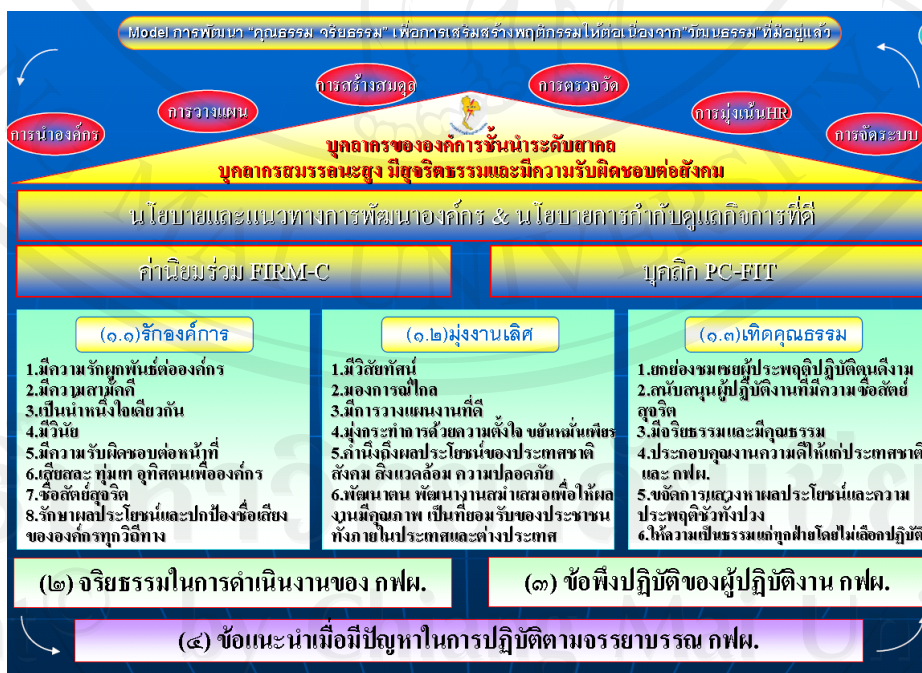 Model การพัฒนา "คุณธรรม จริยธรรม" เพื่อการเสริมสร้างพฤติกรรมให้ต่อเนื่องจาก"วัฒนธรรม"ที่มีอยู่แล้ว
การนำองค์กร
การวางแผน
การสร้างสมดุล
การตรวจวัด
การมุ่งเน้นHR
การจัดระบบ
บุคลากรขององค์การชั้นนำระดับสากล
บุคลากรสมรรถนะสูง มีสุจริตธรรมและมีความรับผิดชอบต่อสังคม
นโยบายและแนวทางการพัฒนาองค์กร & นโยบายการกำกับดูแลกิจการที่ดี
ค่านิยมร่วม FIRM-C
บุคลิก PC-FIT
(๑.๑)รักองค์การ
1.มีความรักผูกพันธ์ต่อองค์กร
2.มีความสามัคคี
3.เป็นน้ำหนึ่งใจเดียวกัน
4.มีวินัย
5.มีความรับผิดชอบต่อหน้าที่
6.เสียสละ ทุ่มเท อุทิศตนเพื่อองค์กร
7.ซื่อสัตย์สุจริต
8.รักษาผลประโยชน์และปกป้องชื่อเสียง
ขององค์กรทุกวิถีทาง
(๑.๒)มุ่งงานเลิศ
1.มีวิสัยทัศน์
2.มองการณ์ไกล
3.มีการวางแผนงานที่ดี
4.มุ่งกระทำการด้วยความตั้งใจ ขยันหมั่นเพียร
5.คำนึงถึงผลประโยชน์ของประเทศชาติ
สังคม สิ่งแวดล้อม ความปลอดภัย
6.พัฒนาตน พัฒนางานสม่ำเสมอเพื่อให้ผล
งานมีคุณภาพ เป็นที่ยอมรับของประชาชน
ทั้งภายในประเทศและต่างประเทศ
(๑.๓)เทิดคุณธรรม
1.ยกย่องชมเชยผู้ประพฤติปฏิบัติตนดีงาม
2.สนับสนุนผู้ปฏิบัติงานที่มีความซื่อสัตย์
สุจริต
3.มีจริยธรรมและมีคุณธรรม
4.ประกอบคุณงานความดีให้แก่ประเทศชาติ
และ กฟผ.
5.ขจัดการแสวงหาผลประโยชน์และความ
ประพฤติชั่วทั้งปวง
6.ให้ความเป็นธรรมแก่ทุกฝ่ายโดยไม่เลือกปฏิบัติ
(๒) จริยธรรมในการดำเนินงานของ กฟผ.
(๓) ข้อพึงปฏิบัติของผู้ปฏิบัติงาน กฟผ.
(๔) ข้อแนะนำเมื่อมีปัญหาในการปฏิบัติตามจรรยาบรรณ กฟผ.